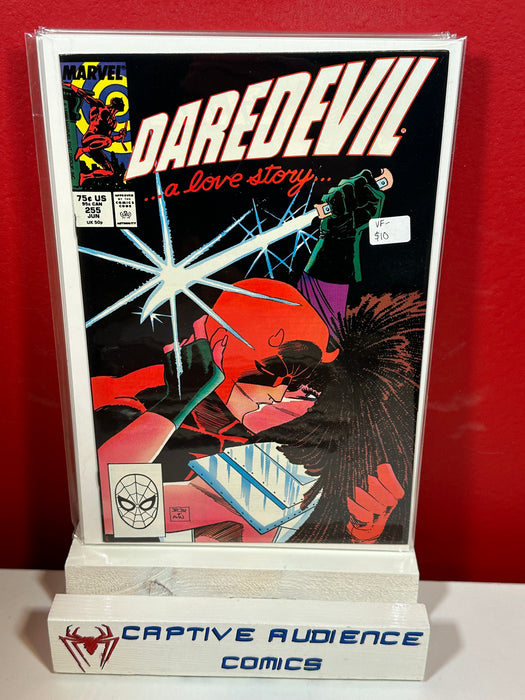 MARVEL
DAREDEVIL
...a love story...
75¢ US
95¢ CAN
255
JUN
UK 50p
APPROVED
BY THE
COMICS
CODE
AUTHORITY
VF-
$10
CAPTIVE AUDIENCE
COMICS